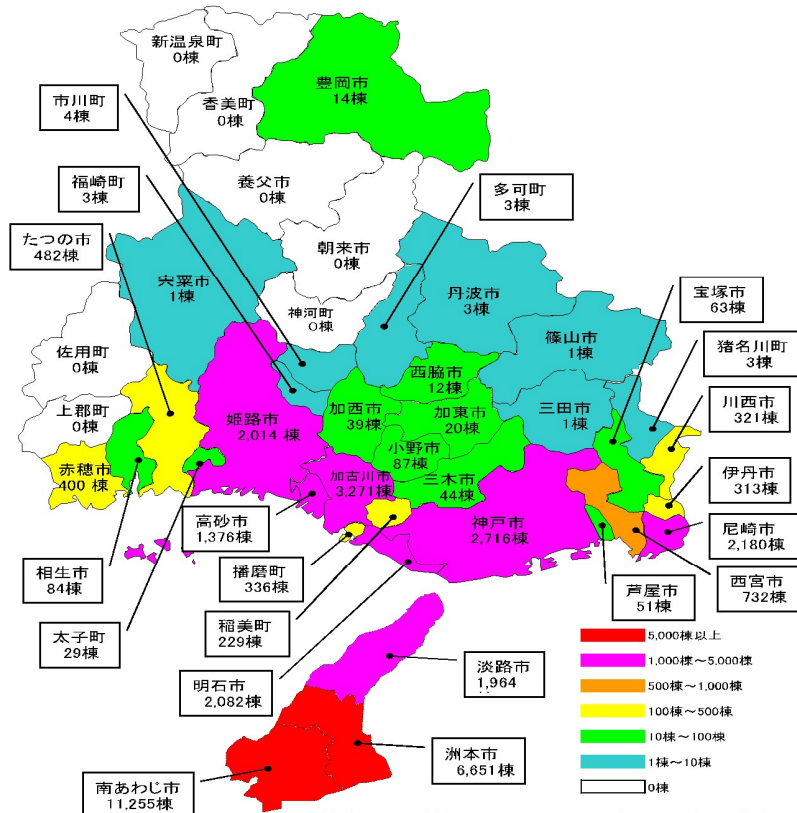 新温泉町
0棟
豊岡市
14棟
市川町
4棟
香美町
0棟
福崎町
3棟
養父市
0棟
多可町
3棟
たつの市
482棟
朝来市
0棟
宍粟市
1棟
丹波市
3棟
宝塚市
63棟
神河町
0棟
篠山市
1棟
猪名川町
3棟
佐用町
0棟
西脇市
12棟
川西市
321棟
上郡町
0棟
姫路市
2,014 棟
加西市
39棟
加東市
20棟
三田市
1棟
小野市
87棟
赤穂市
400 棟
加古川市
3,271棟
三木市
44棟
伊丹市
313棟
高砂市
1,376棟
神戸市
2,716棟
尼崎市
2,180棟
相生市
84棟
播磨町
336棟
芦屋市
51棟
西宮市
732棟
太子町
29棟
稲美町
229棟
明石市
2,082棟
淡路市
1,964
洲本市
6,651棟
南あわじ市
11,255棟
5,000棟以上
1,000棟～5,000棟
500棟～1,000棟
100棟～500棟
10棟～100棟
1棟～10棟
0棟